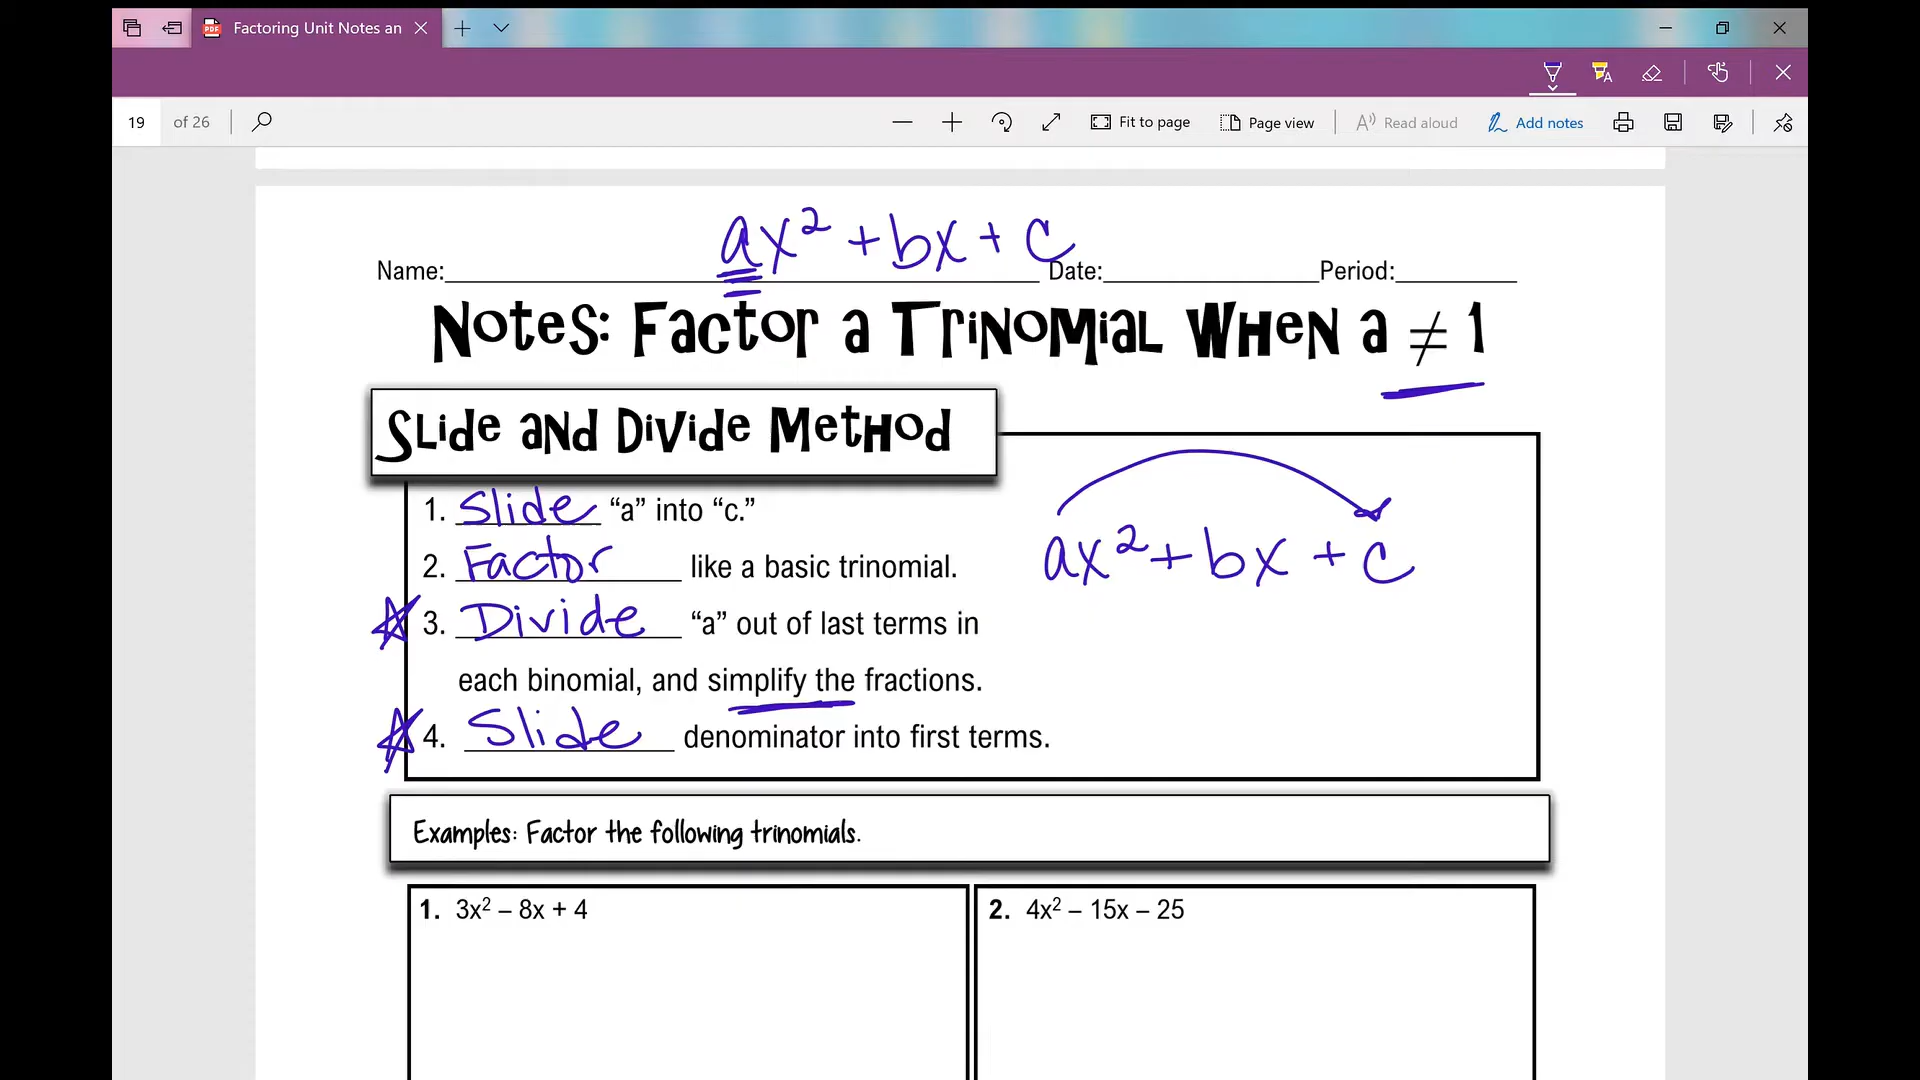 Factoring Unit Notes an
19 of 26
Fit to page
Page view
Read aloud
Add notes
ax² + bx + c
Name: Date: Period:
Notes: Factor a Trinomial When a ≠ 1
Slide and Divide Method
1. Slide “a” into “c.”
2. Factor like a basic trinomial.
ax² + bx + c
3. Divide “a” out of last terms in
each binomial, and simplify the fractions.
4. Slide denominator into first terms.
Examples: Factor the following trinomials.
1. 3x² – 8x + 4
2. 4x² – 15x – 25